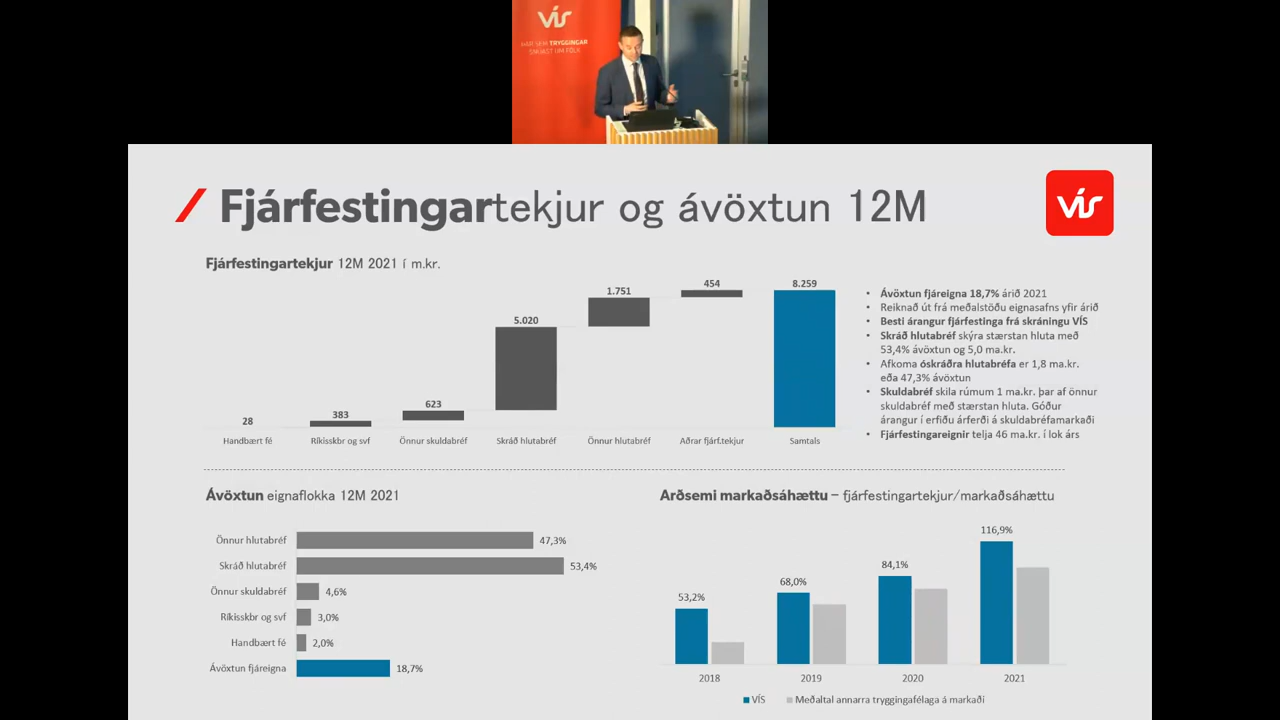 vís
ÞAR SEM TRYGGINGAR
SNÚAST UM FÓLK
Fjárfestingartekjur og ávöxtun 12M
vís
Fjárfestingartekjur 12M 2021 í m.kr.
28
383
623
5.020
1.751
454
8.259
Handbært fé
Ríkisskbr og svf
Önnur skuldabréf
Skráð hlutabréf
Önnur hlutabréf
Aðrar fjárf.tekjur
Samtals
• Ávöxtun fjáreigna 18,7% árið 2021
• Reiknað út frá meðalstöðu eignasafns yfir árið
• Besti árangur fjárfestinga frá skráningu VÍS
• Skráð hlutabréf skýra stærstan hluta með
53,4% ávöxtun og 5,0 ma.kr.
• Afkoma óskráðra hlutabréfa er 1,8 ma.kr.
eða 47,3% ávöxtun
• Skuldabréf skila rúmum 1 ma.kr. þar af önnur
skuldabréf með stærstan hluta. Góður
árangur í erfiðu árferði á skuldabréfamarkaði
• Fjárfestingareignir telja 46 ma.kr. í lok árs
Ávöxtun eignaflokka 12M 2021
Önnur hlutabréf 47,3%
Skráð hlutabréf 53,4%
Önnur skuldabréf 4,6%
Ríkisskbr og svf 3,0%
Handbært fé 2,0%
Ávöxtun fjáreigna 18,7%
Arðsemi markaðsáhættu – fjárfestingartekjur/markaðsáhættu
53,2%
68,0%
84,1%
116,9%
2018
2019
2020
2021
VÍS
Meðaltal annarra tryggingafélaga á markaði